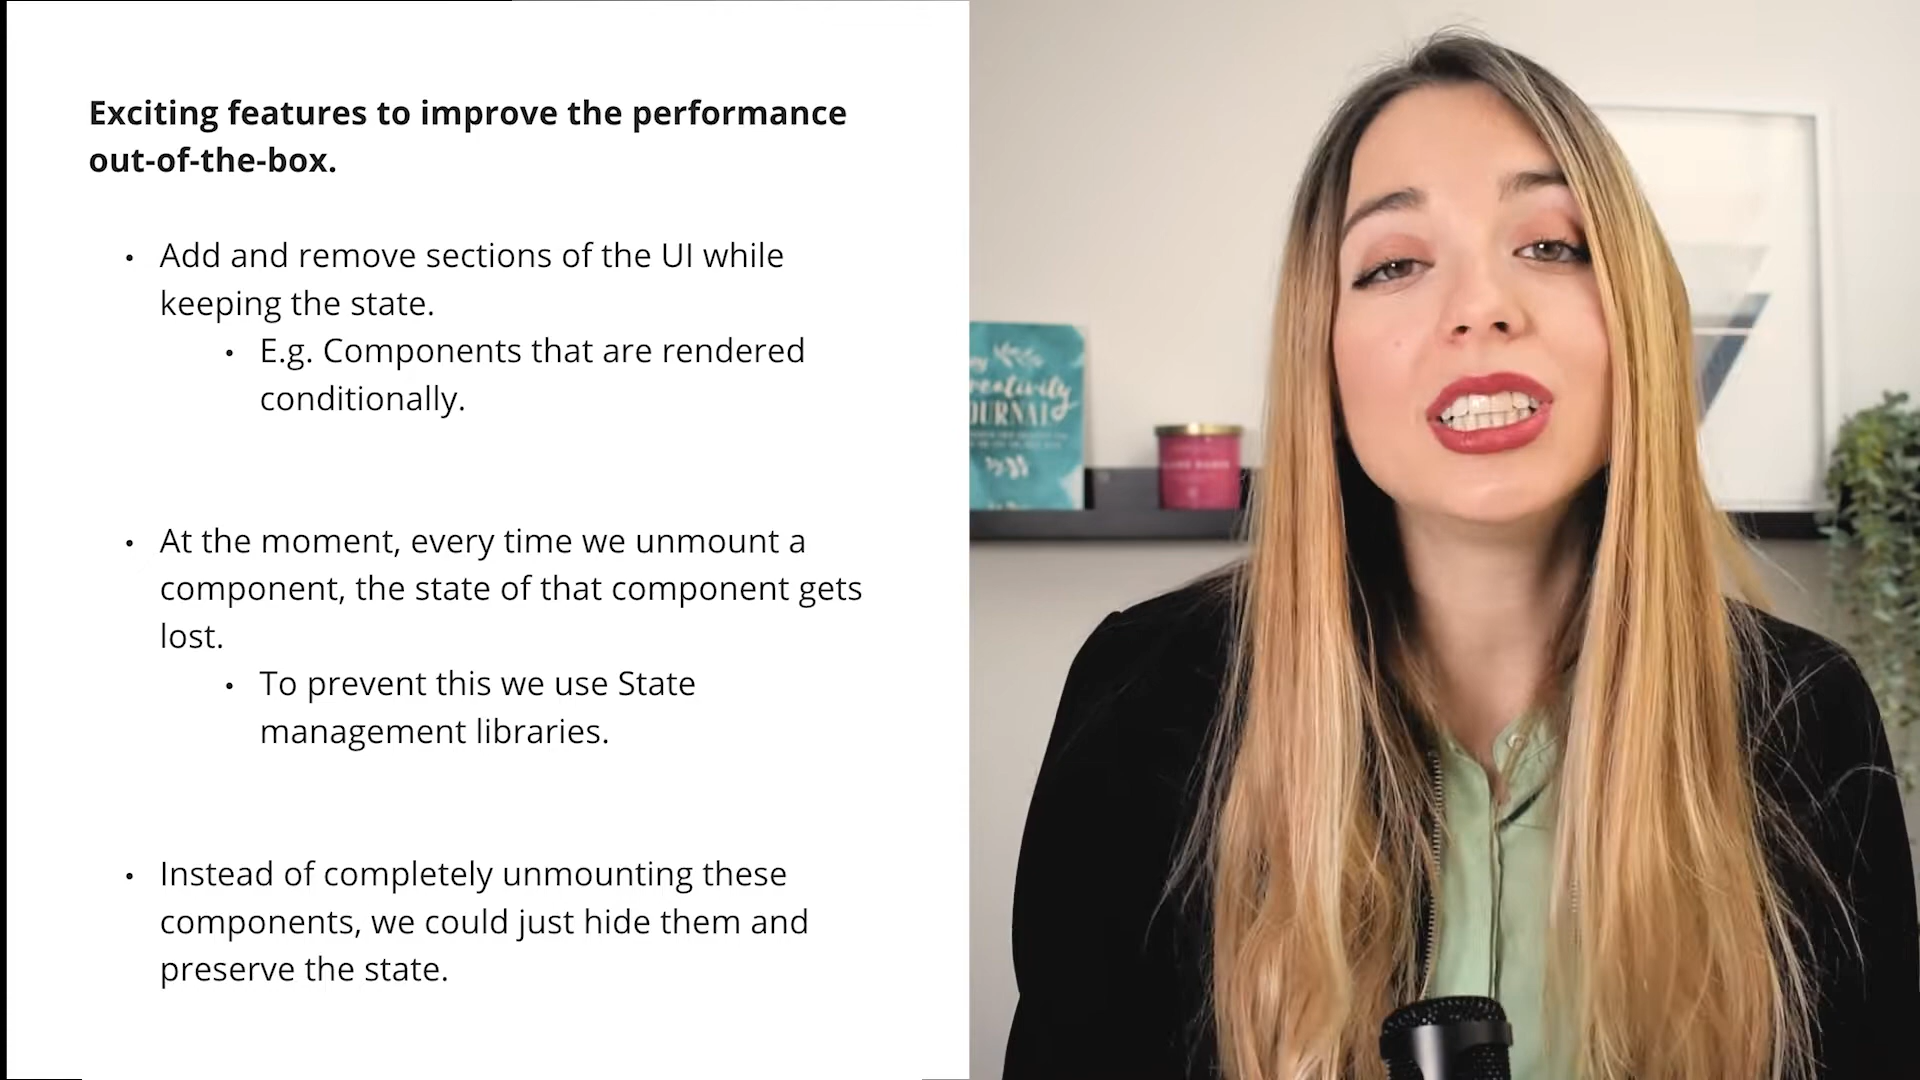 Exciting features to improve the performance
out-of-the-box.
• Add and remove sections of the UI while
keeping the state.
• E.g. Components that are rendered
conditionally.
• At the moment, every time we unmount a
component, the state of that component gets
lost.
• To prevent this we use State
management libraries.
• Instead of completely unmounting these
components, we could just hide them and
preserve the state.
reativity
OURNAL